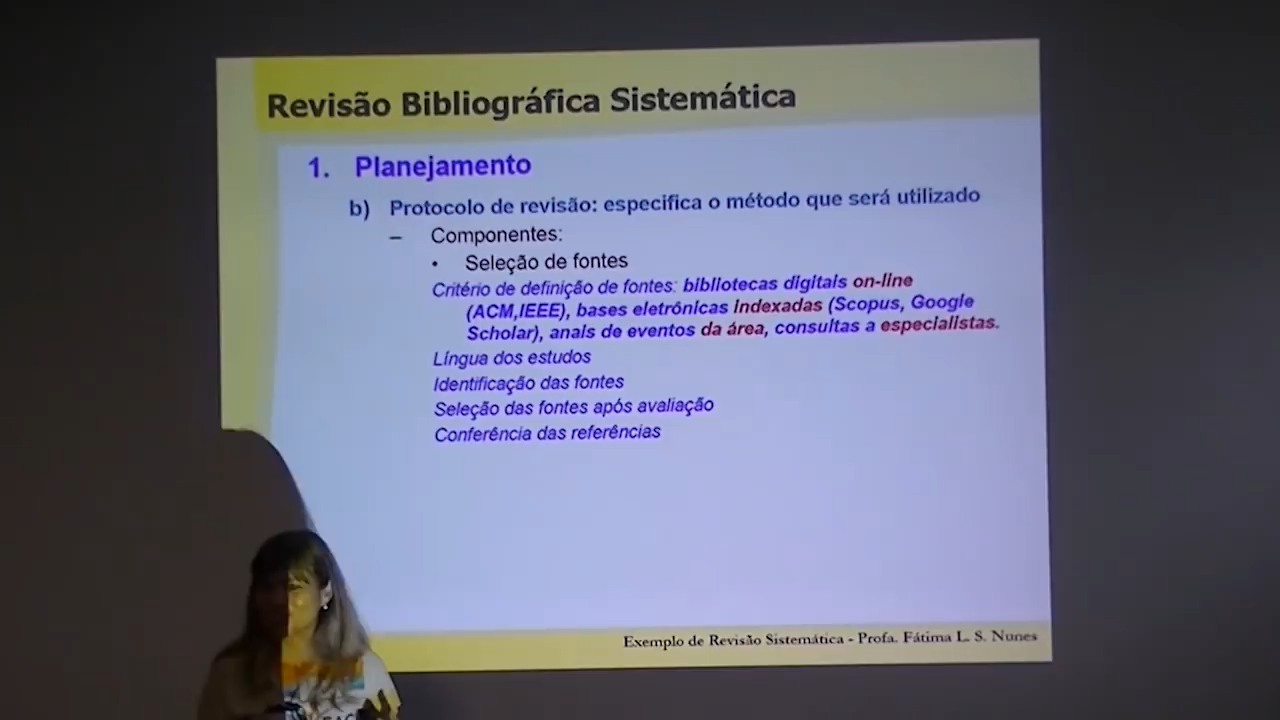 Revisão Bibliográfica Sistemática
1. Planejamento
b) Protocolo de revisão: especifica o método que será utilizado
– Componentes:
• Seleção de fontes
Critério de definição de fontes: bibliotecas digitais on-line
(ACM,IEEE), bases eletrônicas indexadas (Scopus, Google
Scholar), anais de eventos da área, consultas a especialistas.
Língua dos estudos
Identificação das fontes
Seleção das fontes após avaliação
Conferência das referências
Exemplo de Revisão Sistemática - Profa. Fátima L. S. Nunes